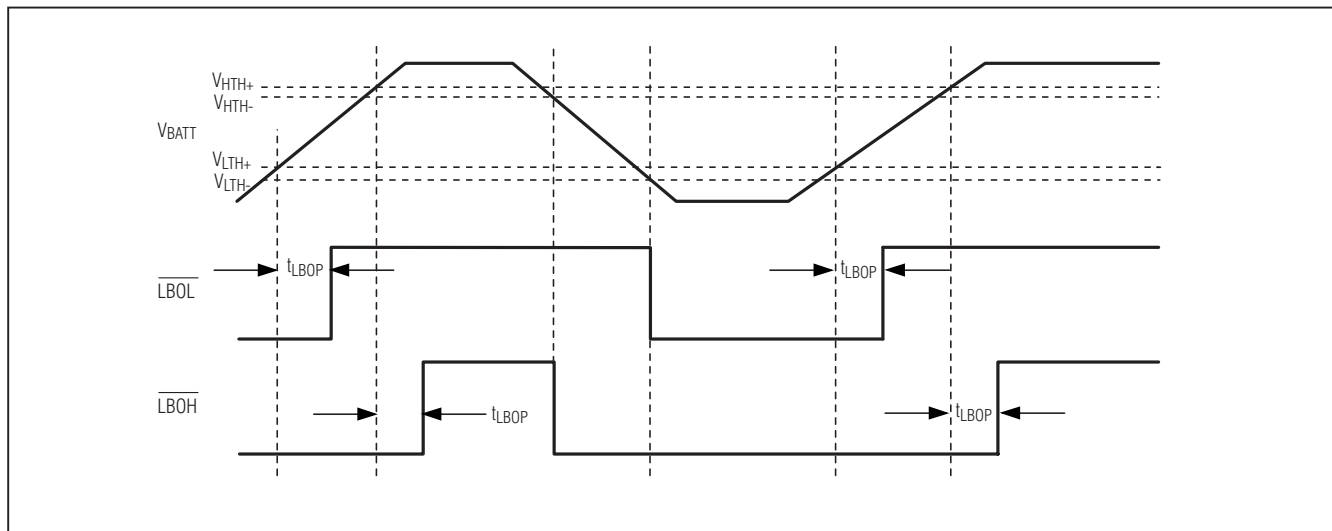 VHTH+
VHTH-
VBATT
VLTH+
VLTH-
tLBOP
tLBOP
LBOL
LBOH
tLBOP
tLBOP